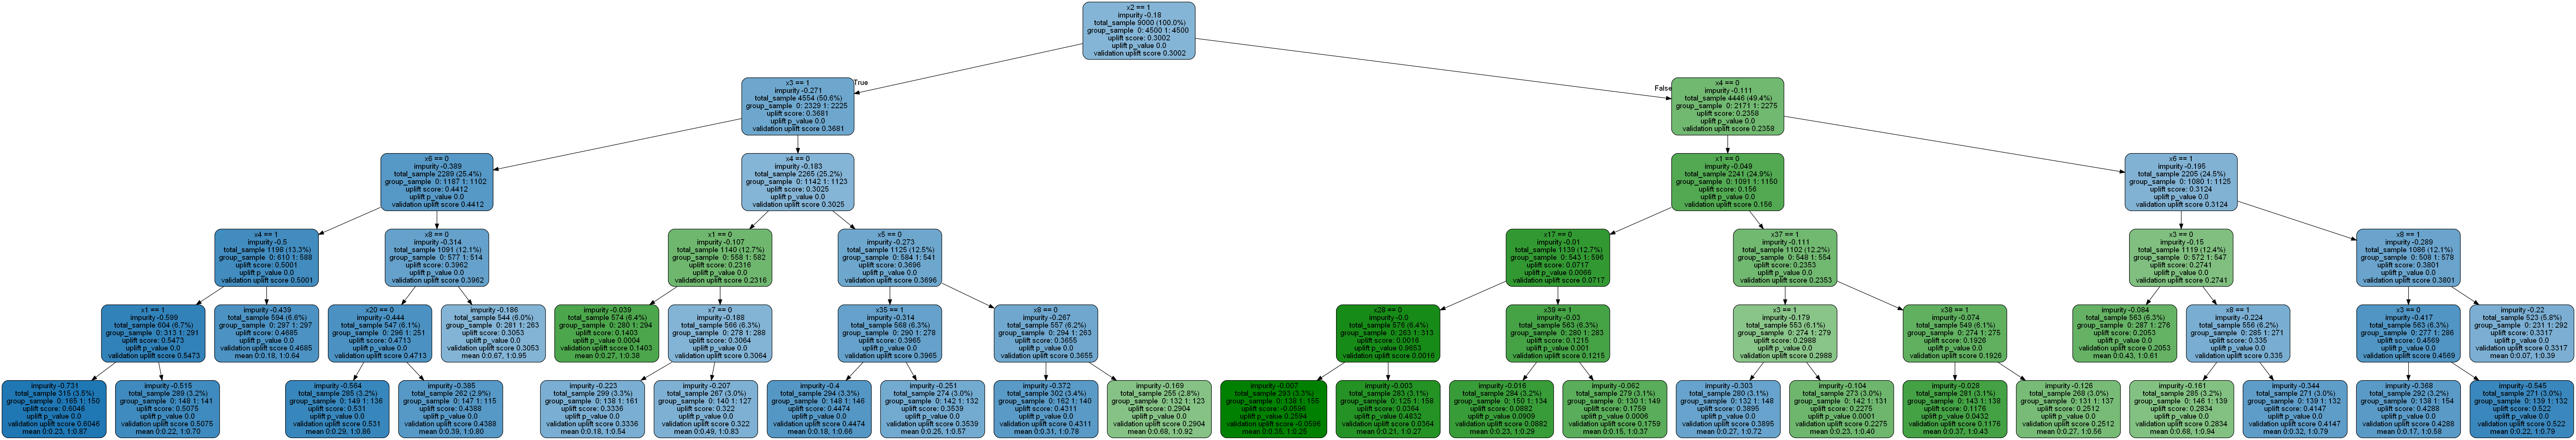 x2 == 1
impurity -0.18
total_sample 9000 (100.0%)
group_sample 0: 4500 1: 4500
uplift score: 0.3002
uplift p_value 0.0
validation uplift score 0.3002
True
False
x3 == 1
impurity -0.271
total_sample 4554 (50.6%)
group_sample 0: 2329 1: 2225
uplift score: 0.3681
uplift p_value 0.0
validation uplift score 0.3681
x4 == 0
impurity -0.111
total_sample 4446 (49.4%)
group_sample 0: 2171 1: 2275
uplift score: 0.2358
uplift p_value 0.0
validation uplift score 0.2358
x6 == 0
impurity -0.389
total_sample 2289 (25.4%)
group_sample 0: 1187 1: 1102
uplift score: 0.4412
uplift p_value 0.0
validation uplift score 0.4412
x4 == 0
impurity -0.183
total_sample 2265 (25.2%)
group_sample 0: 1142 1: 1123
uplift score: 0.3025
uplift p_value 0.0
validation uplift score 0.3025
x1 == 0
impurity -0.049
total_sample 2241 (24.9%)
group_sample 0: 1091 1: 1150
uplift score: 0.156
uplift p_value 0.0
validation uplift score 0.156
x6 == 1
impurity -0.195
total_sample 2205 (24.5%)
group_sample 0: 1080 1: 1125
uplift score: 0.3124
uplift p_value 0.0
validation uplift score 0.3124
x4 == 1
impurity -0.5
total_sample 1198 (13.3%)
group_sample 0: 610 1: 588
uplift score: 0.5001
uplift p_value 0.0
validation uplift score 0.5001
x8 == 0
impurity -0.314
total_sample 1091 (12.1%)
group_sample 0: 577 1: 514
uplift score: 0.3962
uplift p_value 0.0
validation uplift score 0.3962
x1 == 0
impurity -0.107
total_sample 1140 (12.7%)
group_sample 0: 558 1: 582
uplift score: 0.2316
uplift p_value 0.0
validation uplift score 0.2316
x5 == 0
impurity -0.273
total_sample 1125 (12.5%)
group_sample 0: 584 1: 541
uplift score: 0.3696
uplift p_value 0.0
validation uplift score 0.3696
x17 == 0
impurity -0.01
total_sample 1139 (12.7%)
group_sample 0: 543 1: 596
uplift score: 0.0717
uplift p_value 0.0066
validation uplift score 0.0717
x37 == 1
impurity -0.111
total_sample 1102 (12.2%)
group_sample 0: 548 1: 554
uplift score: 0.2353
uplift p_value 0.0
validation uplift score 0.2353
x3 == 0
impurity -0.15
total_sample 1119 (12.4%)
group_sample 0: 572 1: 547
uplift score: 0.2741
uplift p_value 0.0
validation uplift score 0.2741
x8 == 1
impurity -0.289
total_sample 1086 (12.1%)
group_sample 0: 508 1: 578
uplift score: 0.3801
uplift p_value 0.0
validation uplift score 0.3801
x1 == 1
impurity -0.599
total_sample 604 (6.7%)
group_sample 0: 313 1: 291
uplift score: 0.5473
uplift p_value 0.0
validation uplift score 0.5473
impurity -0.439
total_sample 594 (6.6%)
group_sample 0: 297 1: 297
uplift score: 0.4685
uplift p_value 0.0
validation uplift score 0.4685
mean 0:0.18, 1:0.64
x20 == 0
impurity -0.444
total_sample 547 (6.1%)
group_sample 0: 296 1: 251
uplift score: 0.4713
uplift p_value 0.0
validation uplift score 0.4713
impurity -0.186
total_sample 544 (6.0%)
group_sample 0: 281 1: 263
uplift score: 0.3053
uplift p_value 0.0
validation uplift score 0.3053
mean 0:0.67, 1:0.95
impurity -0.039
total_sample 574 (6.4%)
group_sample 0: 280 1: 294
uplift score: 0.1403
uplift p_value 0.0004
validation uplift score 0.1403
mean 0:0.27, 1:0.38
x7 == 0
impurity -0.188
total_sample 566 (6.3%)
group_sample 0: 278 1: 288
uplift score: 0.3064
uplift p_value 0.0
validation uplift score 0.3064
x35 == 1
impurity -0.314
total_sample 568 (6.3%)
group_sample 0: 290 1: 278
uplift score: 0.3965
uplift p_value 0.0
validation uplift score 0.3965
x8 == 0
impurity -0.267
total_sample 557 (6.2%)
group_sample 0: 294 1: 263
uplift score: 0.3655
uplift p_value 0.0
validation uplift score 0.3655
x28 == 0
impurity -0.0
total_sample 576 (6.4%)
group_sample 0: 263 1: 313
uplift score: 0.0016
uplift p_value 0.9653
validation uplift score 0.0016
x39 == 1
impurity -0.03
total_sample 563 (6.3%)
group_sample 0: 280 1: 283
uplift score: 0.1215
uplift p_value 0.001
validation uplift score 0.1215
x3 == 1
impurity -0.179
total_sample 553 (6.1%)
group_sample 0: 274 1: 279
uplift score: 0.2988
uplift p_value 0.0
validation uplift score 0.2988
x38 == 1
impurity -0.074
total_sample 549 (6.1%)
group_sample 0: 274 1: 275
uplift score: 0.1926
uplift p_value 0.0
validation uplift score 0.1926
impurity -0.084
total_sample 563 (6.3%)
group_sample 0: 287 1: 276
uplift score: 0.2053
uplift p_value 0.0
validation uplift score 0.2053
mean 0:0.43, 1:0.61
x8 == 1
impurity -0.224
total_sample 556 (6.2%)
group_sample 0: 285 1: 271
uplift score: 0.335
uplift p_value 0.0
validation uplift score 0.335
x3 == 0
impurity -0.417
total_sample 563 (6.3%)
group_sample 0: 277 1: 286
uplift score: 0.4569
uplift p_value 0.0
validation uplift score 0.4569
impurity -0.22
total_sample 523 (5.8%)
group_sample 0: 231 1: 292
uplift score: 0.3317
uplift p_value 0.0
validation uplift score 0.3317
mean 0:0.07, 1:0.39
impurity -0.731
total_sample 315 (3.5%)
group_sample 0: 165 1: 150
uplift score: 0.6046
uplift p_value 0.0
validation uplift score 0.6046
mean 0:0.23, 1:0.87
impurity -0.515
total_sample 289 (3.2%)
group_sample 0: 148 1: 141
uplift score: 0.5075
uplift p_value 0.0
validation uplift score 0.5075
mean 0:0.22, 1:0.70
impurity -0.564
total_sample 285 (3.2%)
group_sample 0: 149 1: 136
uplift score: 0.531
uplift p_value 0.0
validation uplift score 0.531
mean 0:0.29, 1:0.86
impurity -0.385
total_sample 262 (2.9%)
group_sample 0: 147 1: 115
uplift score: 0.4388
uplift p_value 0.0
validation uplift score 0.4388
mean 0:0.39, 1:0.80
impurity -0.223
total_sample 299 (3.3%)
group_sample 0: 138 1: 161
uplift score: 0.3336
uplift p_value 0.0
validation uplift score 0.3336
mean 0:0.18, 1:0.54
impurity -0.207
total_sample 267 (3.0%)
group_sample 0: 140 1: 127
uplift score: 0.322
uplift p_value 0.0
validation uplift score 0.322
mean 0:0.49, 1:0.83
impurity -0.4
total_sample 294 (3.3%)
group_sample 0: 148 1: 146
uplift score: 0.4474
uplift p_value 0.0
validation uplift score 0.4474
mean 0:0.18, 1:0.66
impurity -0.251
total_sample 274 (3.0%)
group_sample 0: 142 1: 132
uplift score: 0.3539
uplift p_value 0.0
validation uplift score 0.3539
mean 0:0.25, 1:0.57
impurity -0.372
total_sample 302 (3.4%)
group_sample 0: 162 1: 140
uplift score: 0.4311
uplift p_value 0.0
validation uplift score 0.4311
mean 0:0.31, 1:0.78
impurity -0.169
total_sample 255 (2.8%)
group_sample 0: 132 1: 123
uplift score: 0.2904
uplift p_value 0.0
validation uplift score 0.2904
mean 0:0.68, 1:0.92
impurity -0.007
total_sample 293 (3.3%)
group_sample 0: 138 1: 155
uplift score: -0.0596
uplift p_value 0.2594
validation uplift score -0.0596
mean 0:0.35, 1:0.26
impurity -0.003
total_sample 283 (3.1%)
group_sample 0: 125 1: 158
uplift score: 0.0364
uplift p_value 0.4832
validation uplift score 0.0364
mean 0:0.21, 1:0.27
impurity -0.016
total_sample 284 (3.2%)
group_sample 0: 150 1: 134
uplift score: 0.0882
uplift p_value 0.0909
validation uplift score 0.0882
mean 0:0.23, 1:0.29
impurity -0.062
total_sample 279 (3.1%)
group_sample 0: 130 1: 149
uplift score: 0.1759
uplift p_value 0.0006
validation uplift score 0.1759
mean 0:0.15, 1:0.37
impurity -0.303
total_sample 280 (3.1%)
group_sample 0: 132 1: 148
uplift score: 0.3895
uplift p_value 0.0
validation uplift score 0.3895
mean 0:0.27, 1:0.72
impurity -0.104
total_sample 273 (3.0%)
group_sample 0: 142 1: 131
uplift score: 0.2275
uplift p_value 0.0001
validation uplift score 0.2275
mean 0:0.23, 1:0.40
impurity -0.028
total_sample 281 (3.1%)
group_sample 0: 143 1: 138
uplift score: 0.1176
uplift p_value 0.0432
validation uplift score 0.1176
mean 0:0.37, 1:0.43
impurity -0.126
total_sample 268 (3.0%)
group_sample 0: 131 1: 137
uplift score: 0.2512
uplift p_value 0.0
validation uplift score 0.2512
mean 0:0.27, 1:0.56
impurity -0.161
total_sample 285 (3.2%)
group_sample 0: 146 1: 139
uplift score: 0.2834
uplift p_value 0.0
validation uplift score 0.2834
mean 0:0.68, 1:0.94
impurity -0.344
total_sample 271 (3.0%)
group_sample 0: 139 1: 132
uplift score: 0.4147
uplift p_value 0.0
validation uplift score 0.4147
mean 0:0.32, 1:0.79
impurity -0.368
total_sample 292 (3.2%)
group_sample 0: 138 1: 154
uplift score: 0.4288
uplift p_value 0.0
validation uplift score 0.4288
mean 0:0.17, 1:0.58
impurity -0.545
total_sample 271 (3.0%)
group_sample 0: 139 1: 132
uplift score: 0.522
uplift p_value 0.0
validation uplift score 0.522
mean 0:0.22, 1:0.79